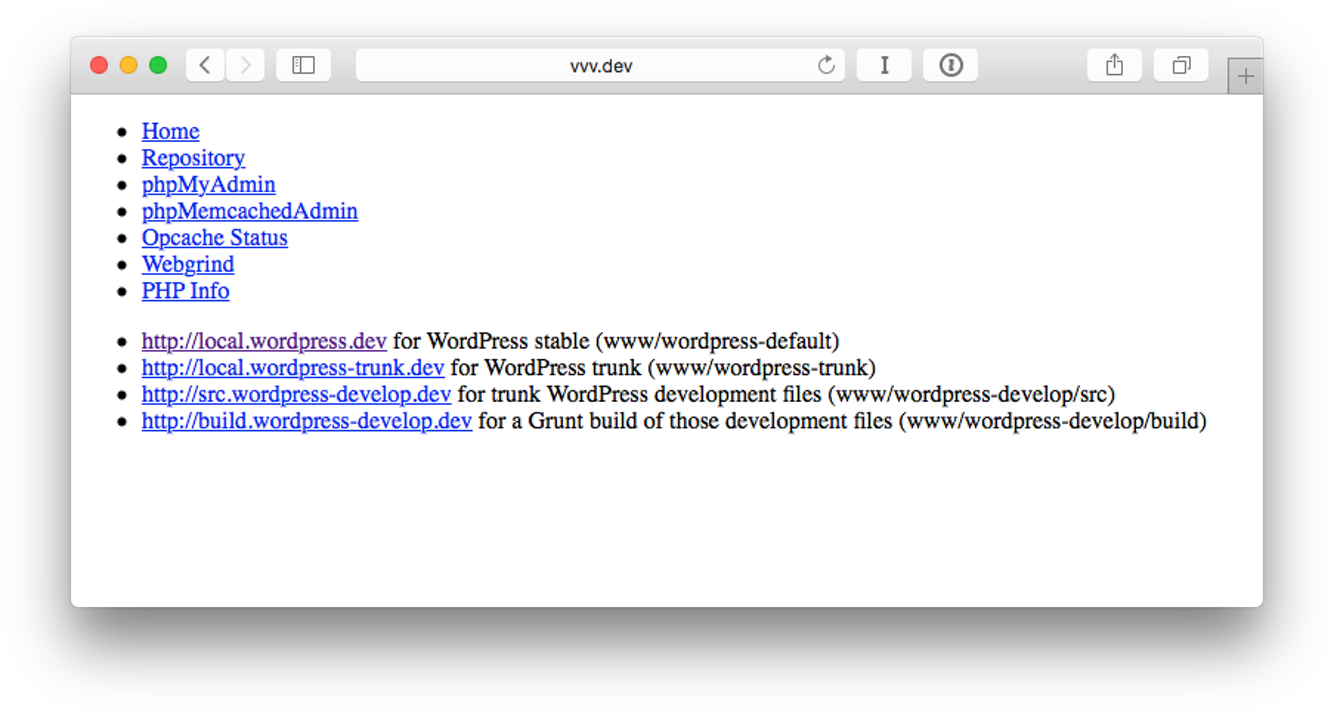 vvv.dev
Home
Repository
phpMyAdmin
phpMemcachedAdmin
Opcache Status
Webgrind
PHP Info
http://local.wordpress.dev for WordPress stable (www/wordpress-default)
http://local.wordpress-trunk.dev for WordPress trunk (www/wordpress-trunk)
http://src.wordpress-develop.dev for trunk WordPress development files (www/wordpress-develop/src)
http://build.wordpress-develop.dev for a Grunt build of those development files (www/wordpress-develop/build)